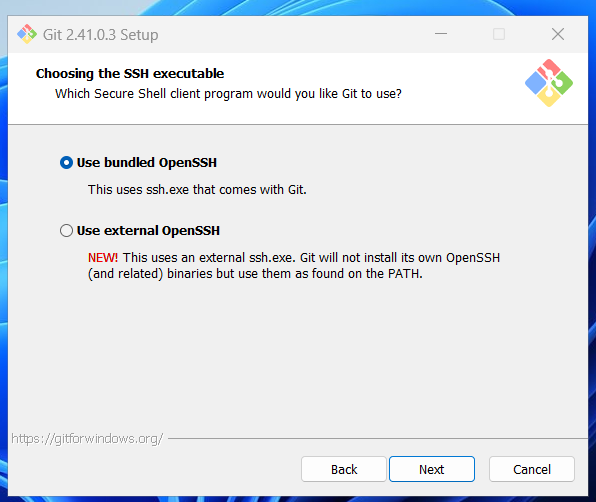 Git 2.41.0.3 Setup
Choosing the SSH executable
Which Secure Shell client program would you like Git to use?
Use bundled OpenSSH
This uses ssh.exe that comes with Git.
Use external OpenSSH
NEW! This uses an external ssh.exe. Git will not install its own OpenSSH
(and related) binaries but use them as found on the PATH.
https://gitforwindows.org/
Back
Next
Cancel